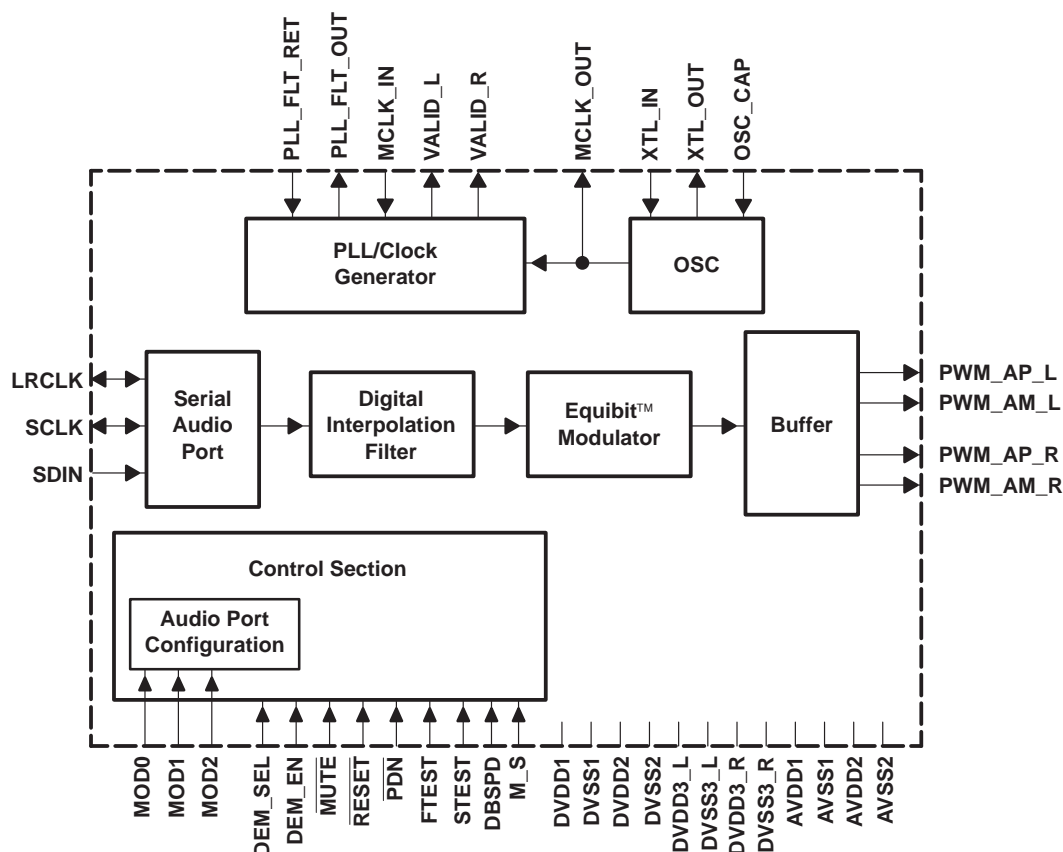 PLL_FLT_RET
PLL_FLT_OUT
MCLK_IN
VALID_L
VALID_R
MCLK_OUT
XTL_IN
XTL_OUT
OSC_CAP
PLL/Clock
Generator
OSC
LRCLK
SCLK
SDIN
Serial
Audio
Port
Digital
Interpolation
Filter
Equibit™
Modulator
Buffer
PWM_AP_L
PWM_AM_L
PWM_AP_R
PWM_AM_R
Control Section
Audio Port
Configuration
MOD0
MOD1
MOD2
DEM_SEL
DEM_EN
MUTE
RESET
PDN
FTEST
STEST
DBSPD
M_S
DVDD1
DVSS1
DVDD2
DVSS2
DVDD3_L
DVSS3_L
DVDD3_R
DVSS3_R
AVDD1
AVSS1
AVDD2
AVSS2